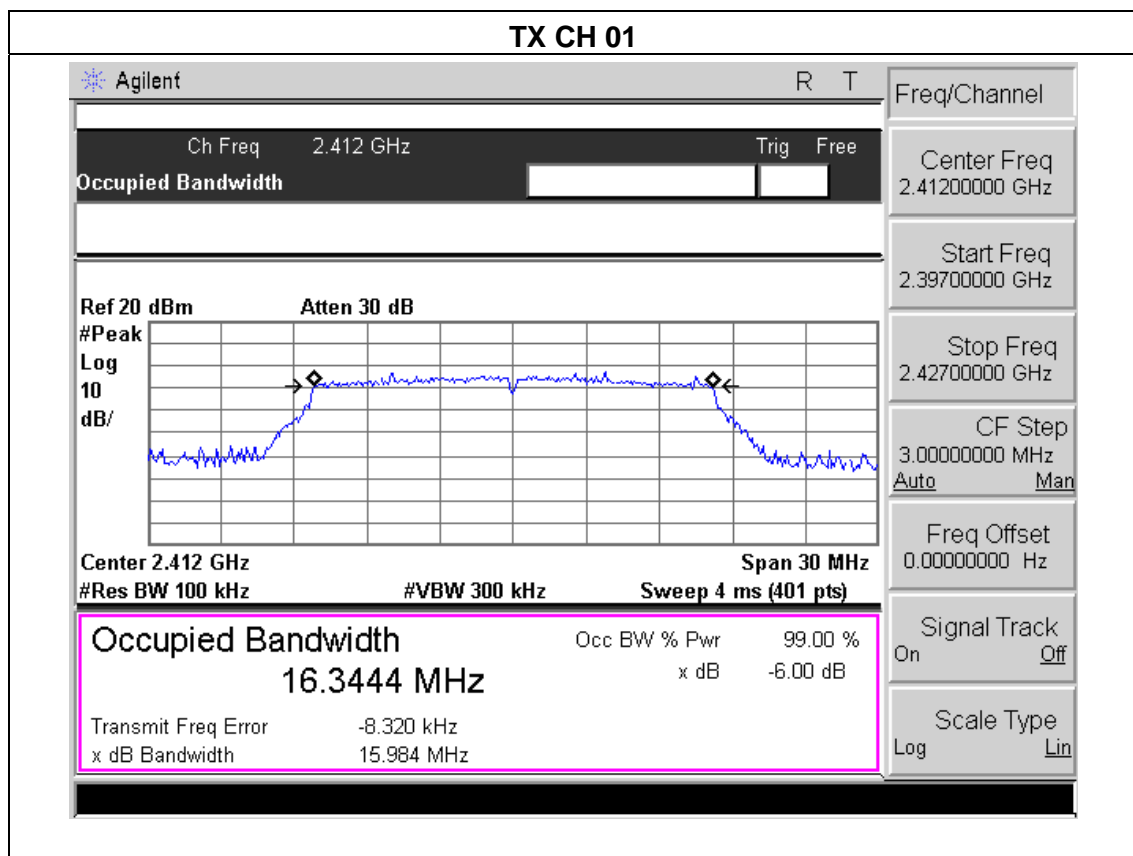 TX CH 01
Agilent R T
Freq/Channel
Ch Freq 2.412 GHz Trig Free
Occupied Bandwidth
Center Freq
2.41200000 GHz
Start Freq
2.39700000 GHz
Ref 20 dBm Atten 30 dB
#Peak
Log
10
dB/
Stop Freq
2.42700000 GHz
CF Step
3.00000000 MHz
Auto Man
Freq Offset
0.00000000 Hz
Center 2.412 GHz Span 30 MHz
#Res BW 100 kHz #VBW 300 kHz Sweep 4 ms (401 pts)
Occupied Bandwidth Occ BW % Pwr 99.00 %
16.3444 MHz x dB -6.00 dB
Transmit Freq Error -8.320 kHz
x dB Bandwidth 15.984 MHz
Signal Track
On Off
Scale Type
Log Lin